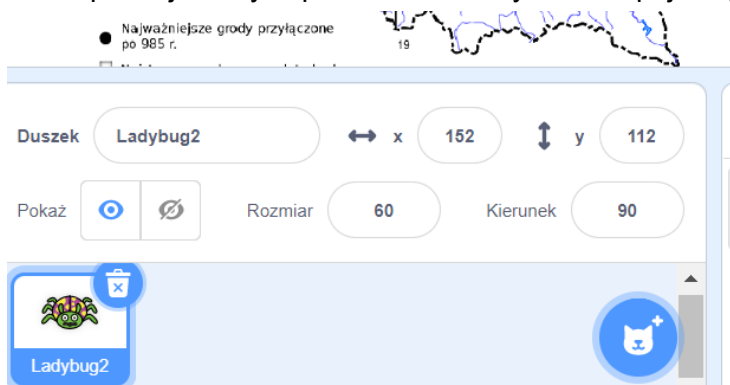 Najważniejsze grody przyłączone
po 985 r.
19
Duszek
Ladybug2
x
152
y
112
Pokaż
Rozmiar
60
Kierunek
90
Ladybug2